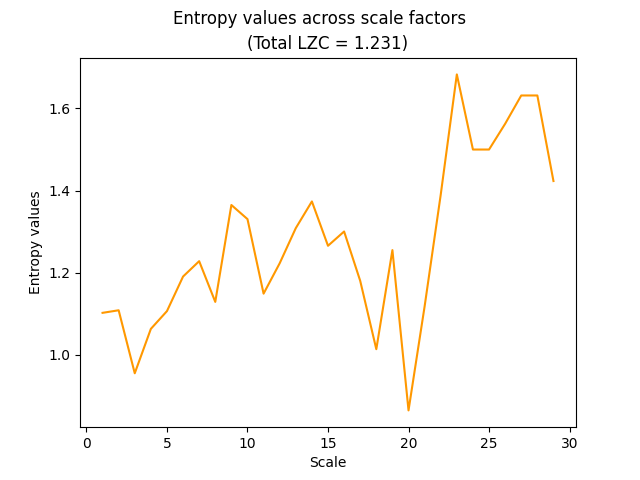 Entropy values across scale factors
(Total LZC = 1.231)
1.6
1.4
1.2
1.0
Entropy values
0 5 10 15 20 25 30
Scale